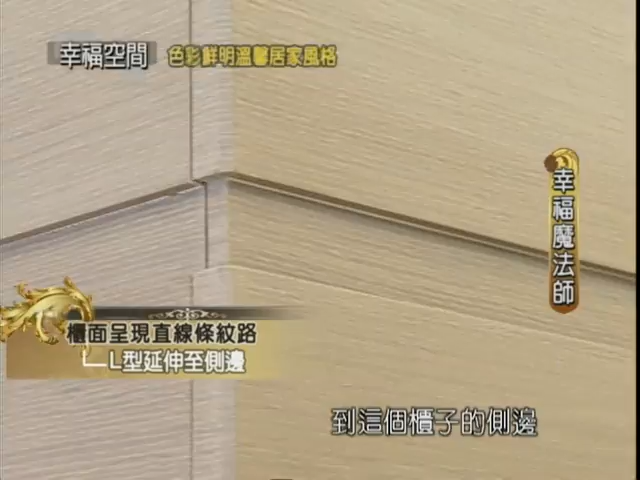 幸福空間
色彩鮮明溫馨居家風格
幸福魔法師
櫃面呈現直線條紋路
L型延伸至側邊
到這個櫃子的側邊